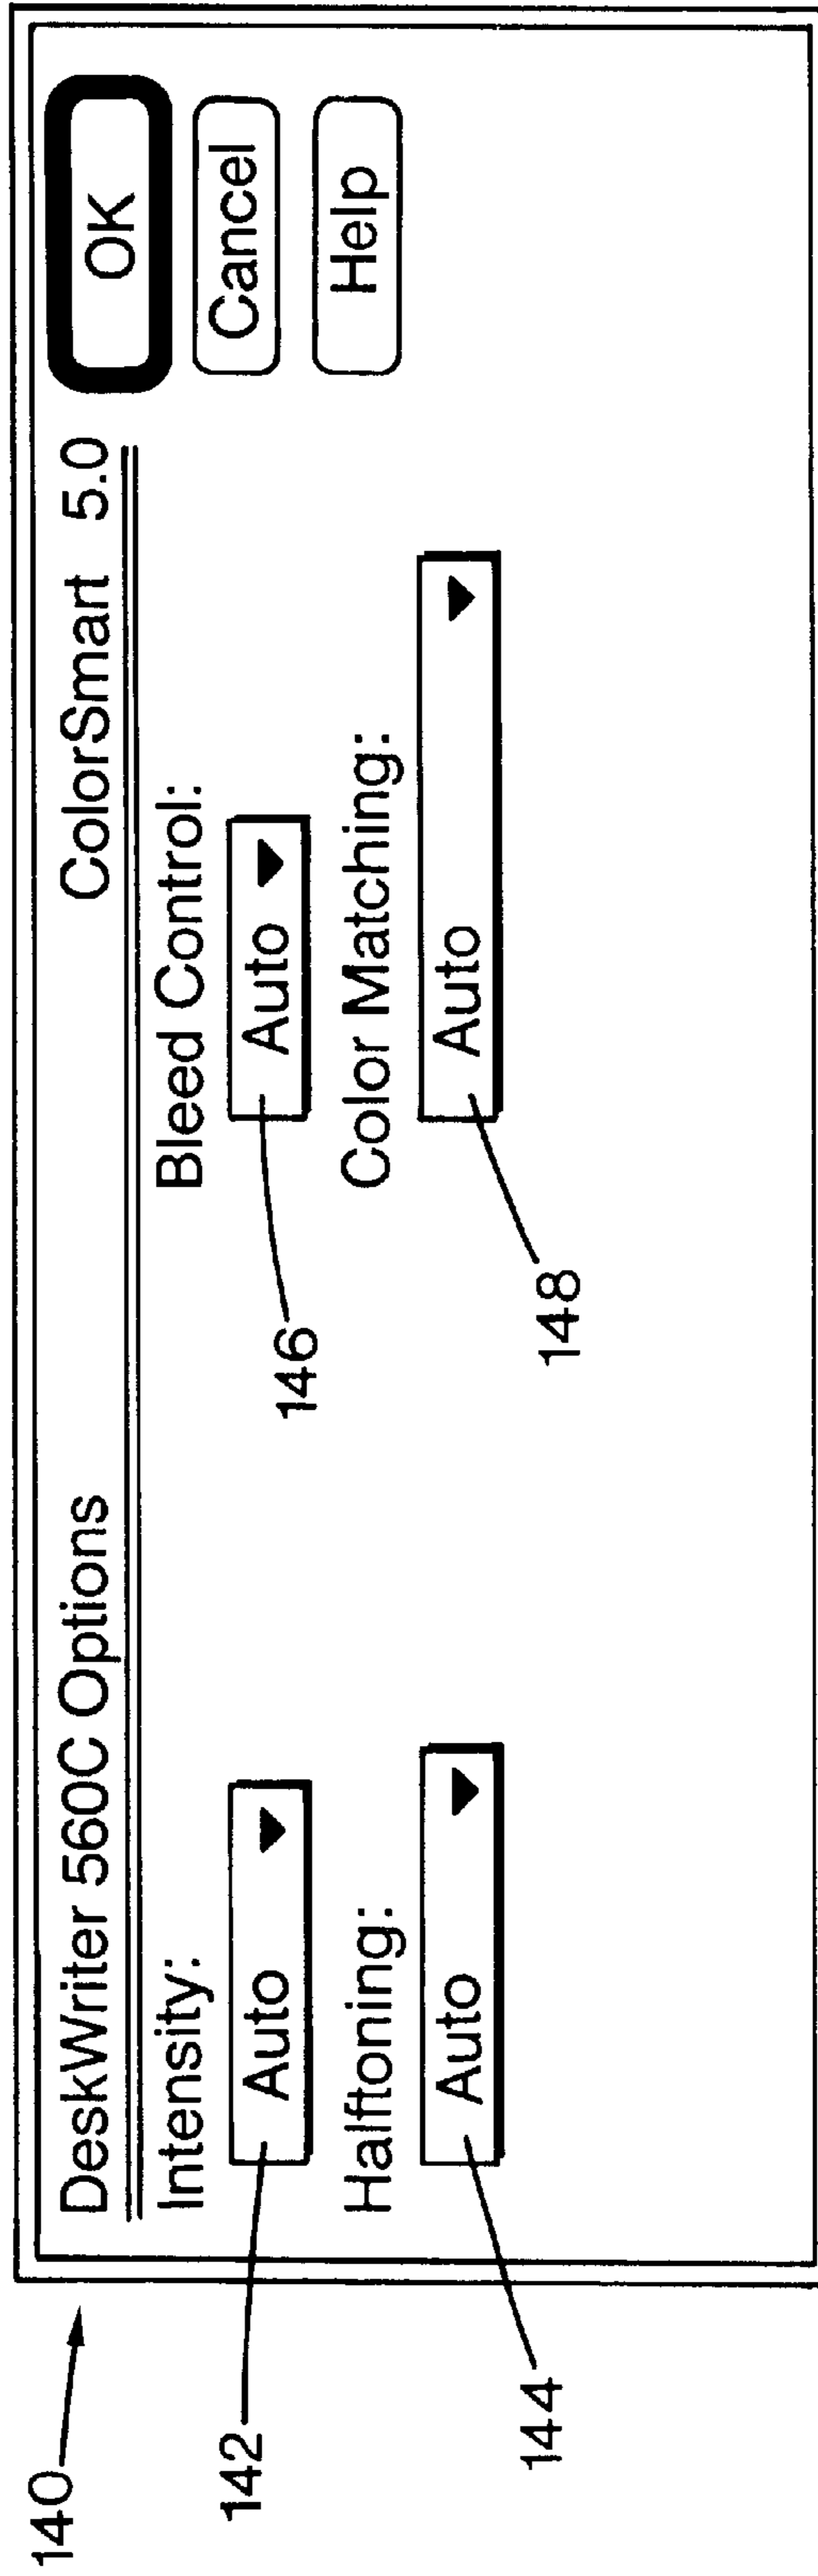 140
DeskWriter 560C Options ColorSmart 5.0 OK
Intensity: Bleed Control: Cancel
142 Auto 146 Auto Help
Halftoning: Color Matching:
144 Auto 148 Auto